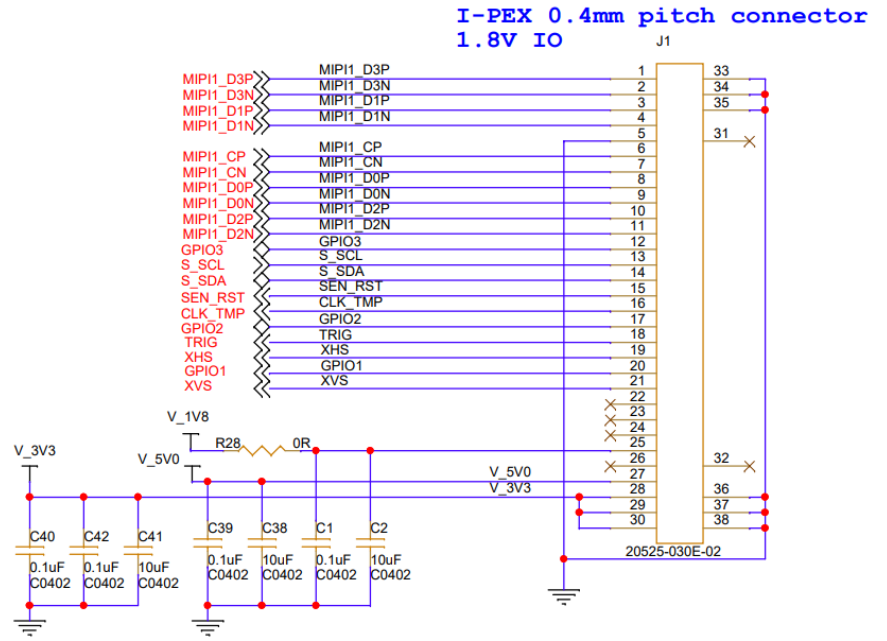 I-PEX 0.4mm pitch connector
1.8V IO
J1
MIPI1_D3P MIPI1_D3P 1 33
MIPI1_D3N MIPI1_D3N 2 34
MIPI1_D1P MIPI1_D1P 3 35
MIPI1_D1N MIPI1_D1N 4
5 31
MIPI1_CP MIPI1_CP 6
MIPI1_CN MIPI1_CN 7
MIPI1_D0P MIPI1_D0P 8
MIPI1_D0N MIPI1_D0N 9
MIPI1_D2P MIPI1_D2P 10
MIPI1_D2N MIPI1_D2N 11
GPIO3 GPIO3 12
S_SCL S_SCL 13
S_SDA S_SDA 14
SEN_RST SEN_RST 15
CLK_TMP CLK_TMP 16
GPIO2 GPIO2 17
TRIG TRIG 18
XHS XHS 19
GPIO1 GPIO1 20
XVS XVS 21
22
23
V_1V8 24
R28 0R 25
V_3V3 V_5V0 26 32
V_5V0 27
V_3V3 28 36
29 37
30 38
20525-030E-02
C40 C42 C41 C39 C38 C1 C2
0.1uF 0.1uF 10uF 0.1uF 10uF 0.1uF 10uF
C0402 C0402 C0402 C0402 C0402 C0402 C0402